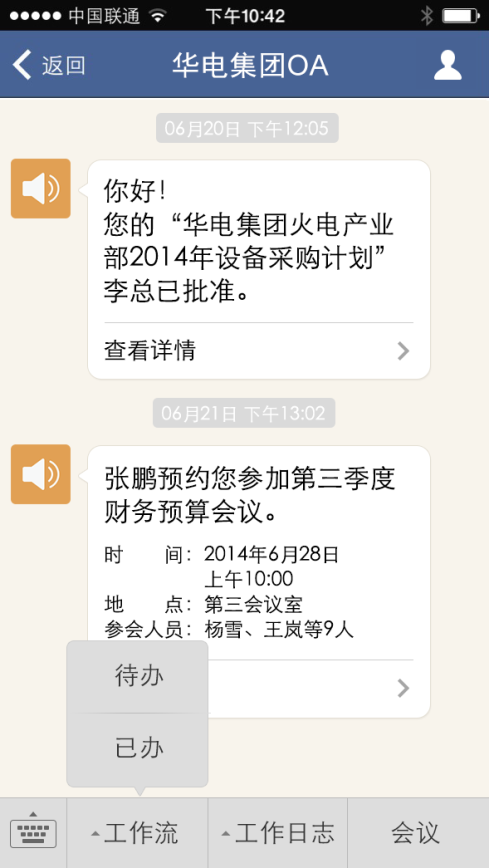 中国联通 下午10:42
返回 华电集团OA
06月20日 下午12:05
你好!
您的“华电集团火电产业
部2014年设备采购计划”
李总已批准。
查看详情
06月21日 下午13:02
张鹏预约您参加第三季度
财务预算会议。
时 间：2014年6月28日
上午10:00
地 点：第三会议室
参会人员：杨雪、王岚等9人
待办
已办
工作流 工作日志 会议